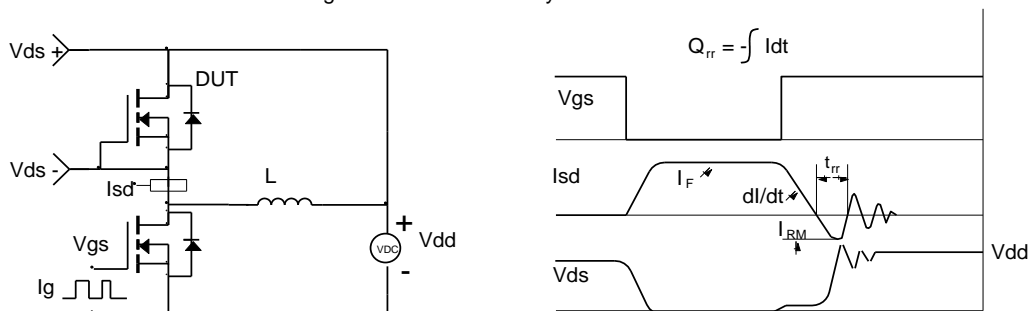 Vds +
DUT
Vds -
Isd
L
Vgs
VDC
+
-
Vdd
Ig
Qrr = -∫ Idt
Vgs
Isd
IF
trr
dI/dt
IRM
Vdd
Vds